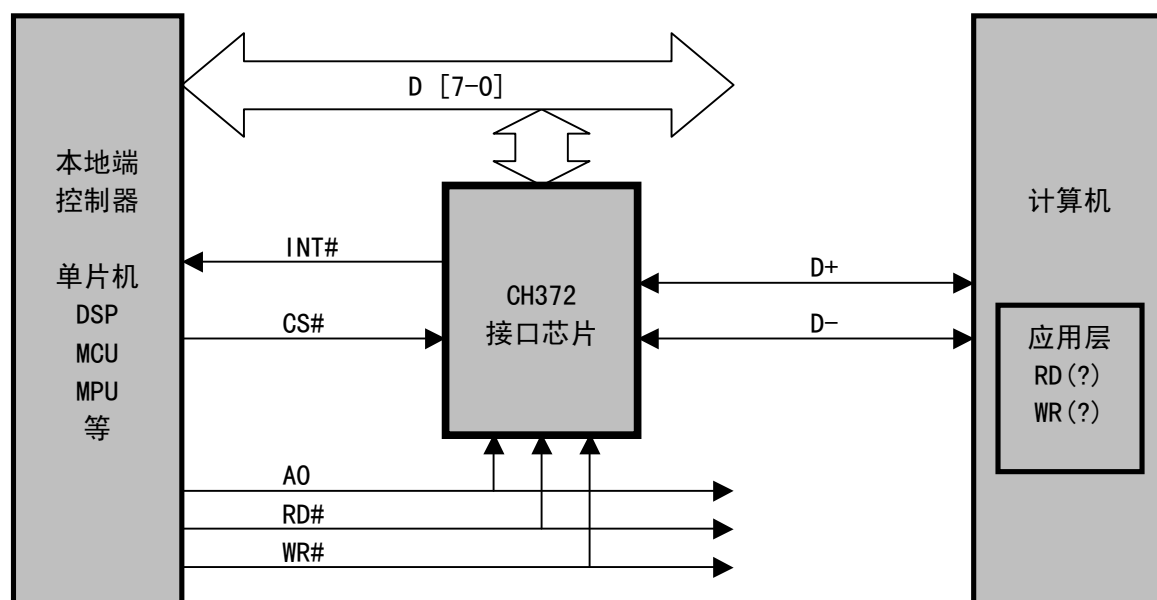 D [7-0]
本地端
控制器
单片机
DSP
MCU
MPU
等
INT#
CS#
CH372
接口芯片
D+
D-
计算机
应用层
RD(?)
WR(?)
A0
RD#
WR#